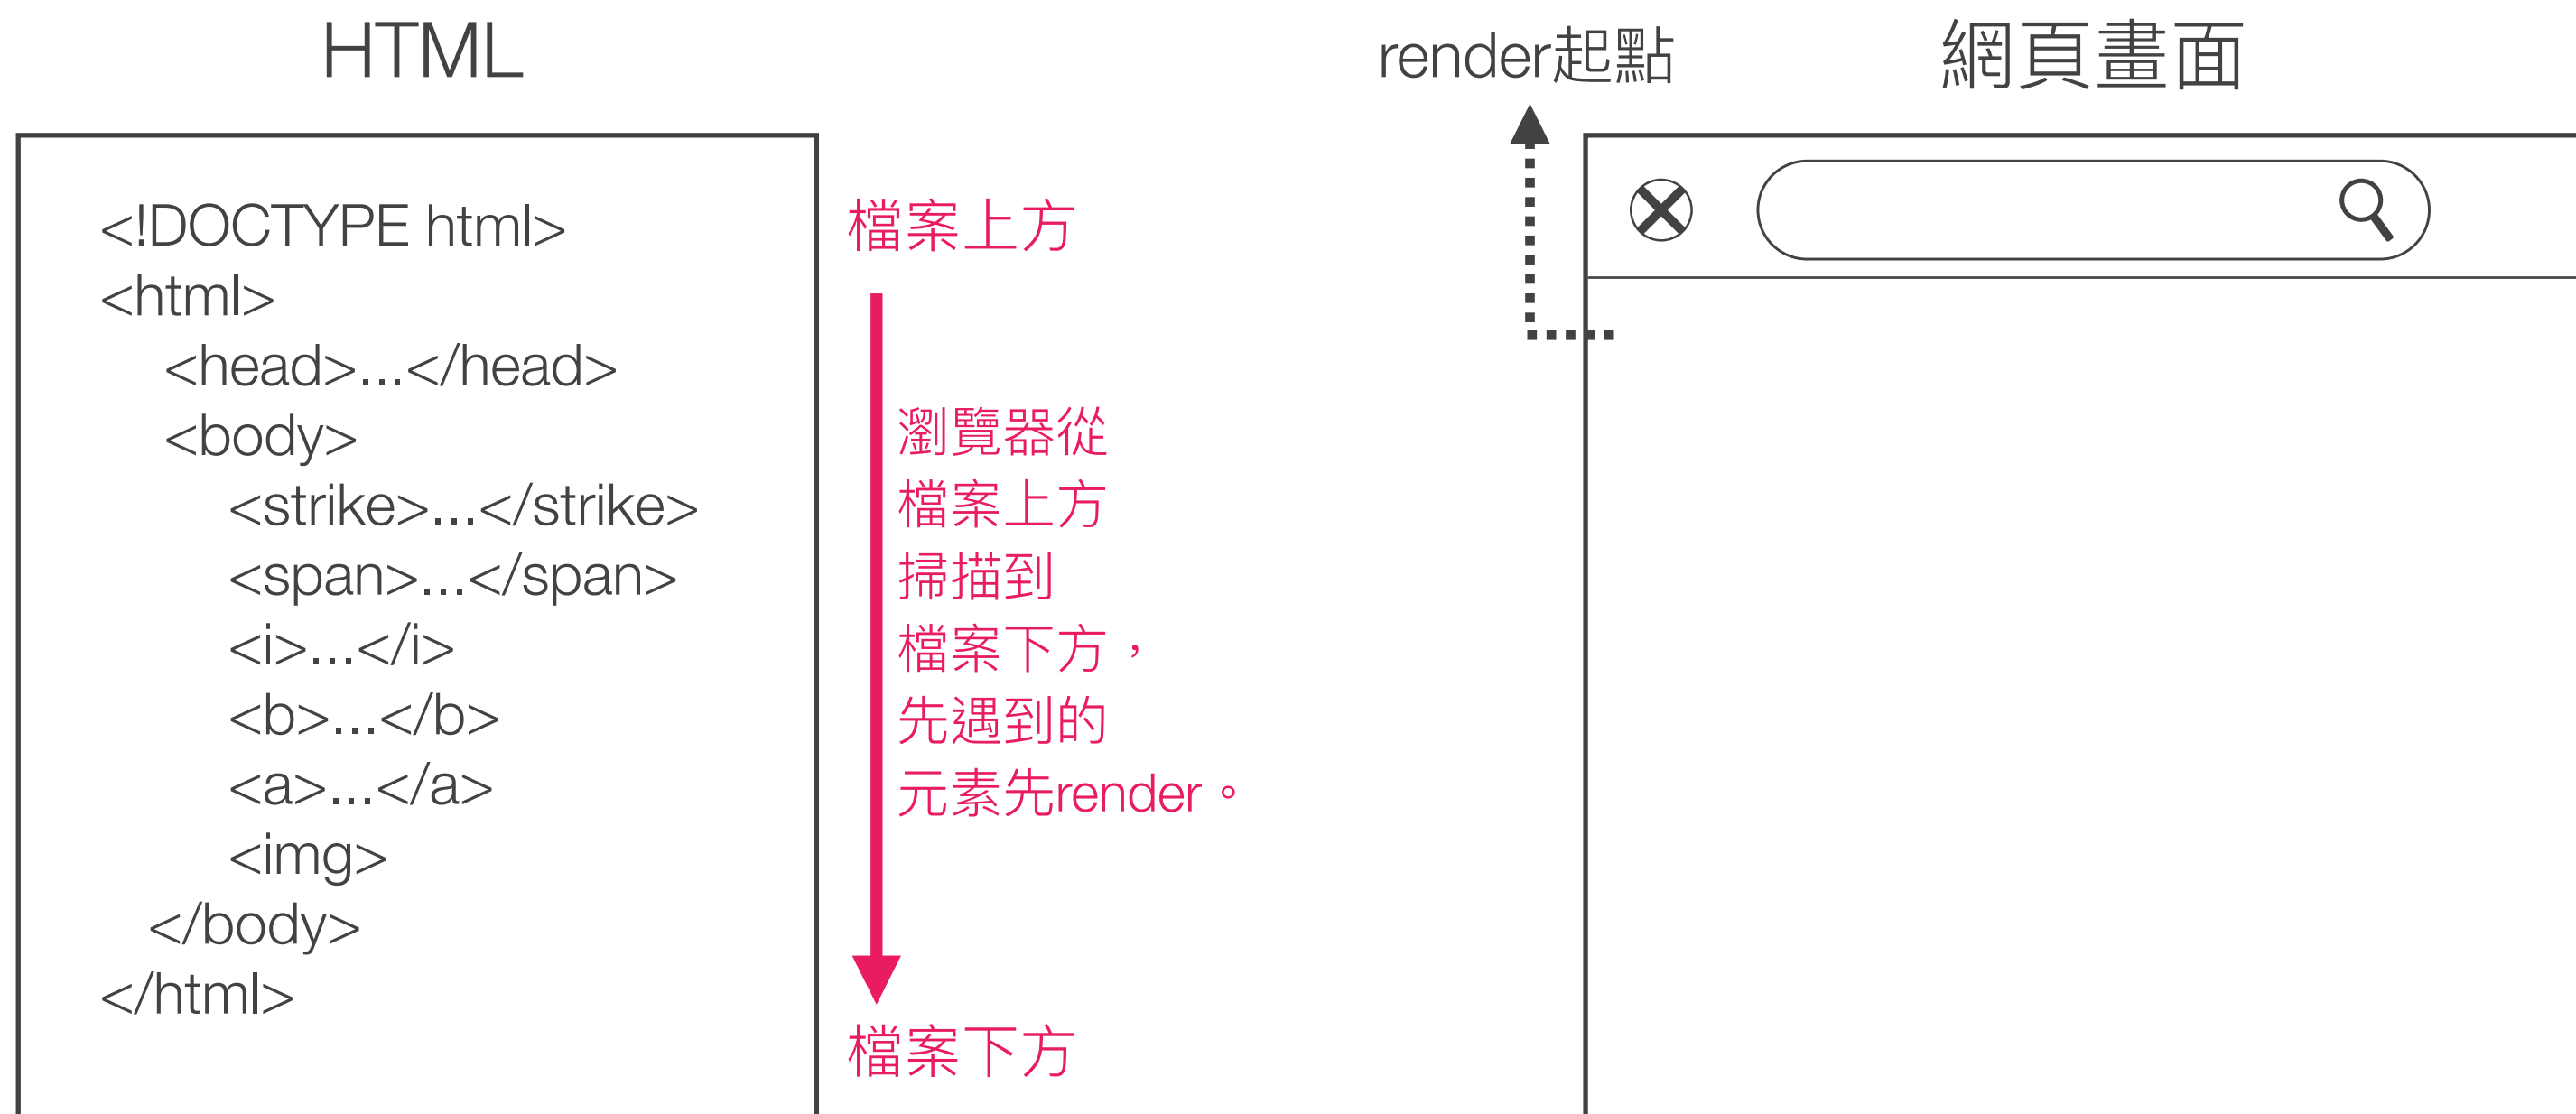 HTML
<!DOCTYPE html>
<html>
<head>...</head>
<body>
<strike>...</strike>
<span>...</span>
<i>...</i>
<b>...</b>
<a>...</a>
<img>
</body>
</html>
檔案上方
瀏覽器從
檔案上方
掃描到
檔案下方，
先遇到的
元素先render。
檔案下方
render起點
網頁畫面